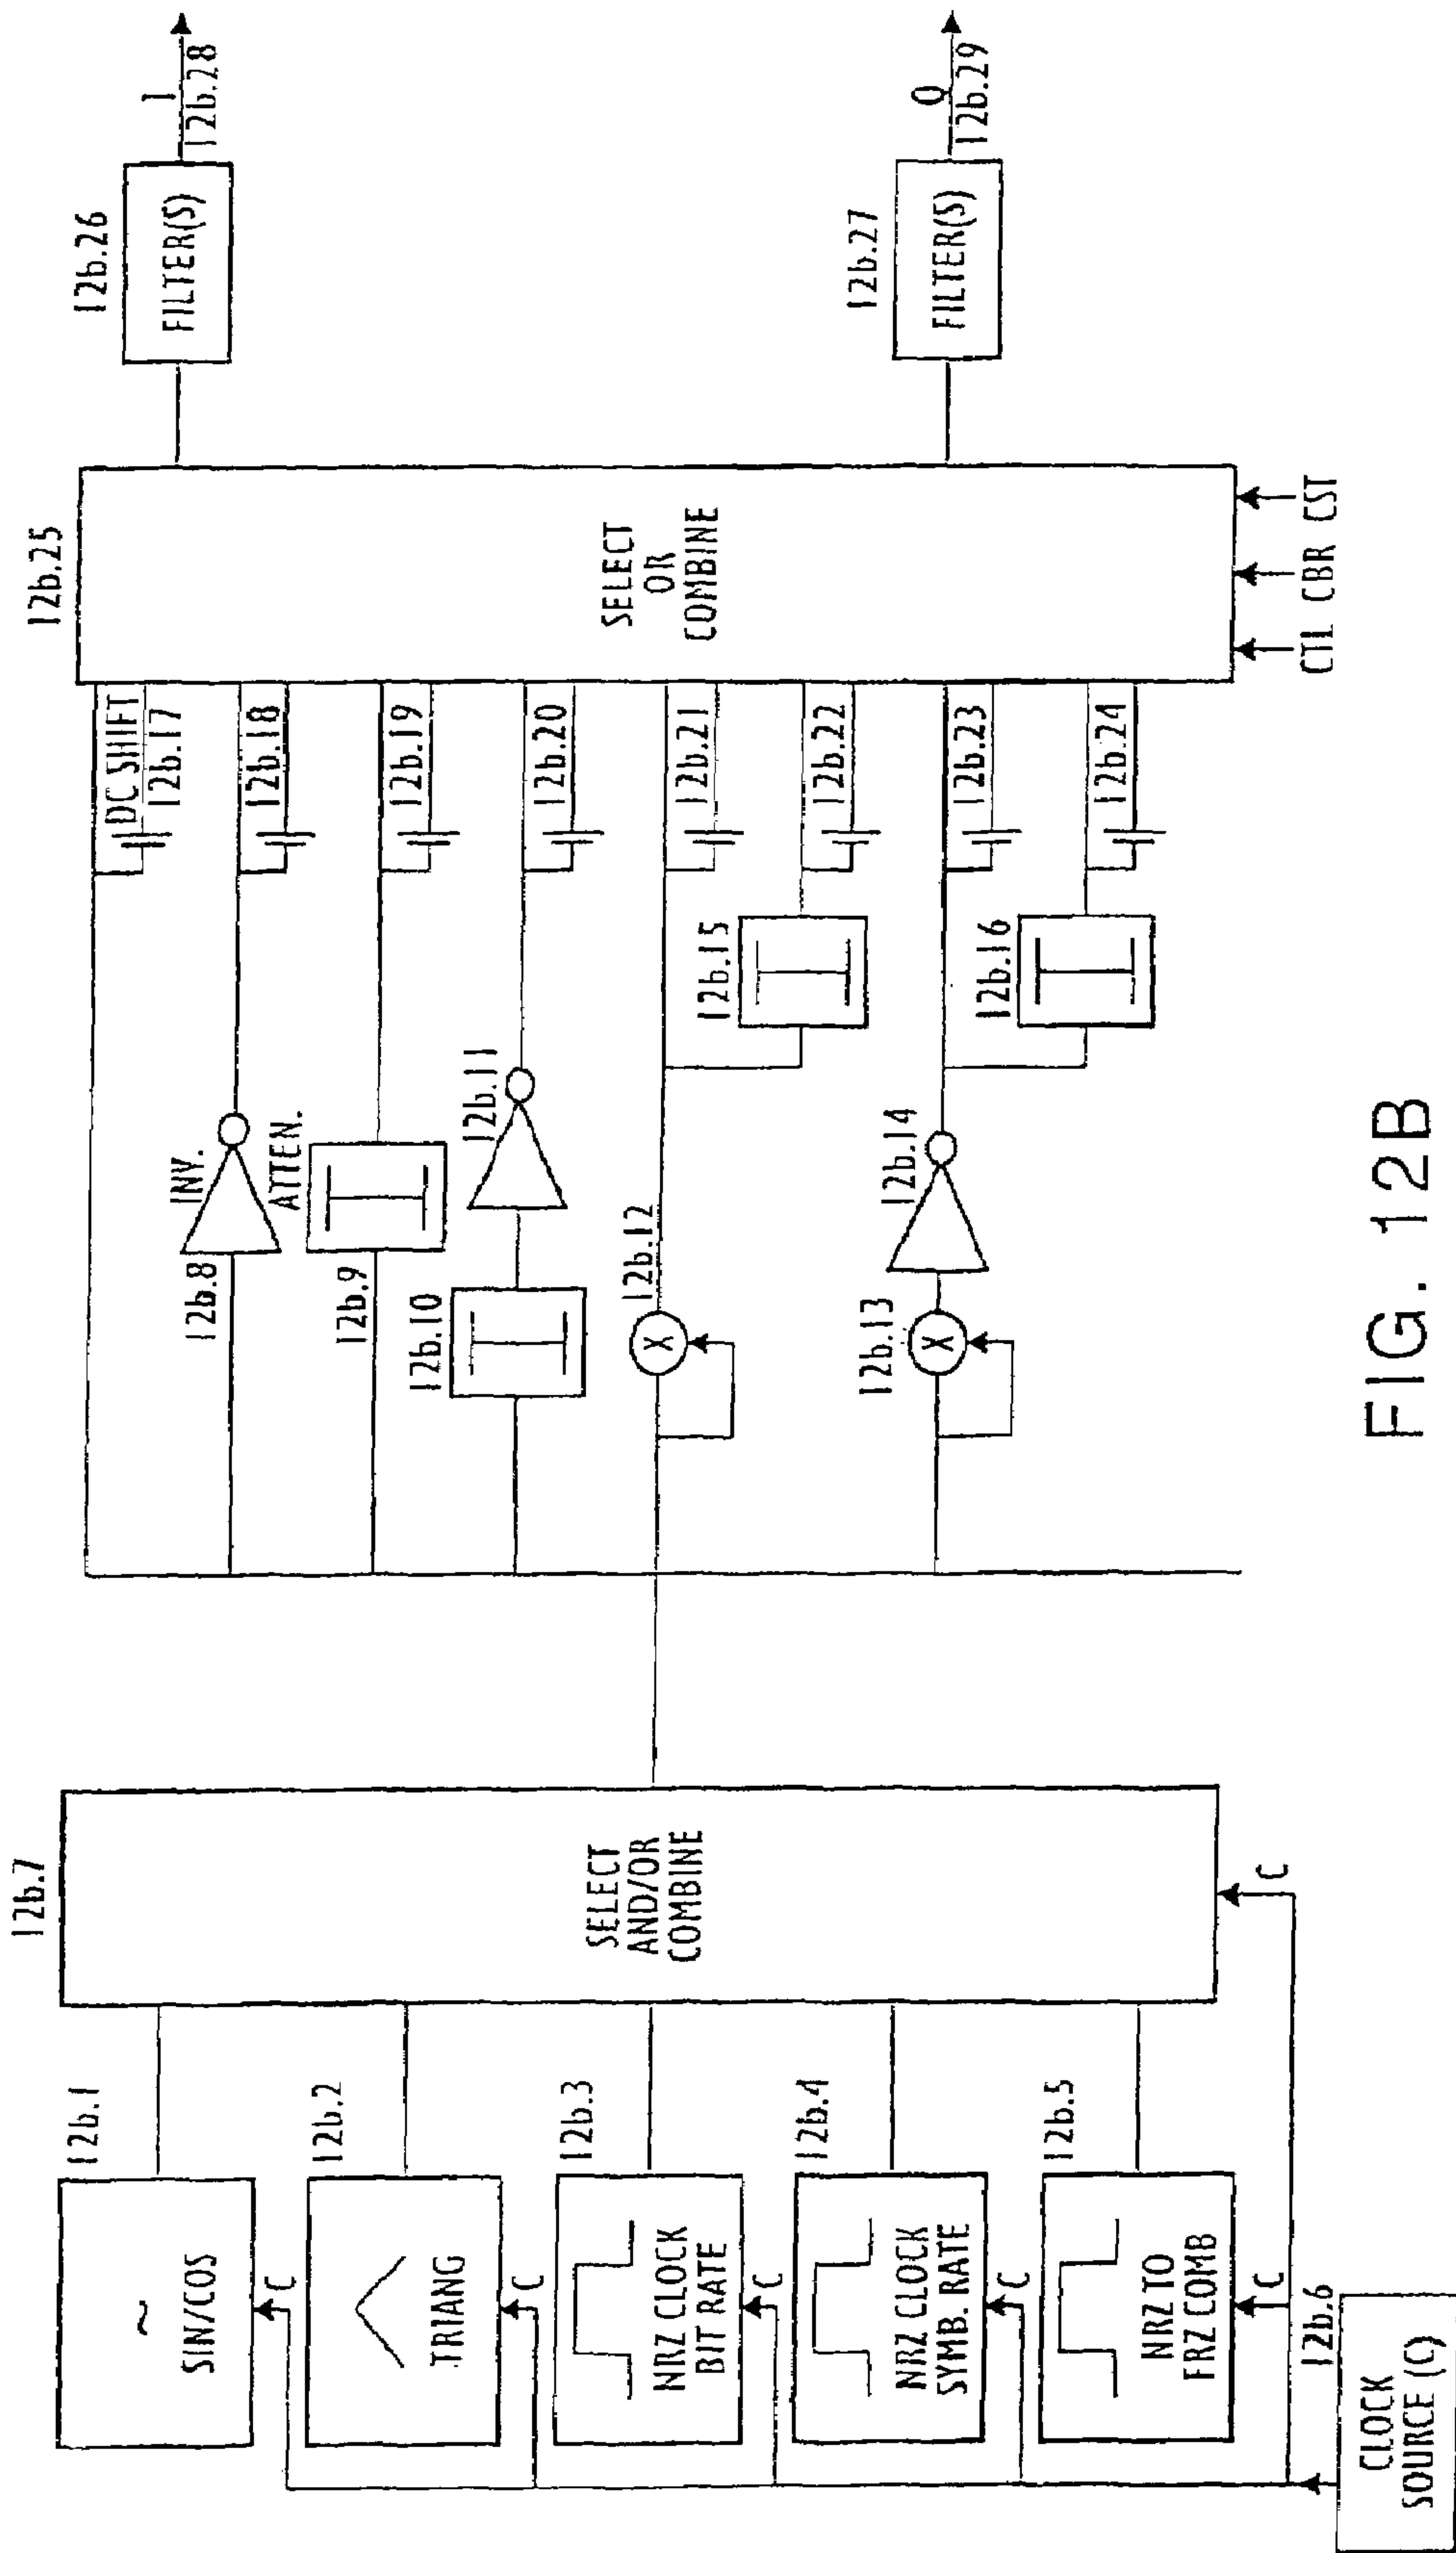 12b.1
~
SIN/COS
C
12b.2
TRIANG
C
12b.3
NRZ CLOCK
BIT RATE
C
12b.4
NRZ CLOCK
SYMB. RATE
C
12b.5
NRZ TO
FRZ COMB
C
12b.6
CLOCK
SOURCE (C)
12b.7
SELECT
AND/OR
COMBINE
C
12b.8
INV.
12b.9
ATTEN.
12b.10
12b.11
12b.12
X
12b.13
X
12b.14
12b.15
12b.16
DC SHIFT
12b.17
12b.18
12b.19
12b.20
12b.21
12b.22
12b.23
12b.24
12b.25
SELECT
OR
COMBINE
CTL CBR CST
12b.26
FILTER(S)
I
12b.28
12b.27
FILTER(S)
Q
12b.29
FIG. 12B